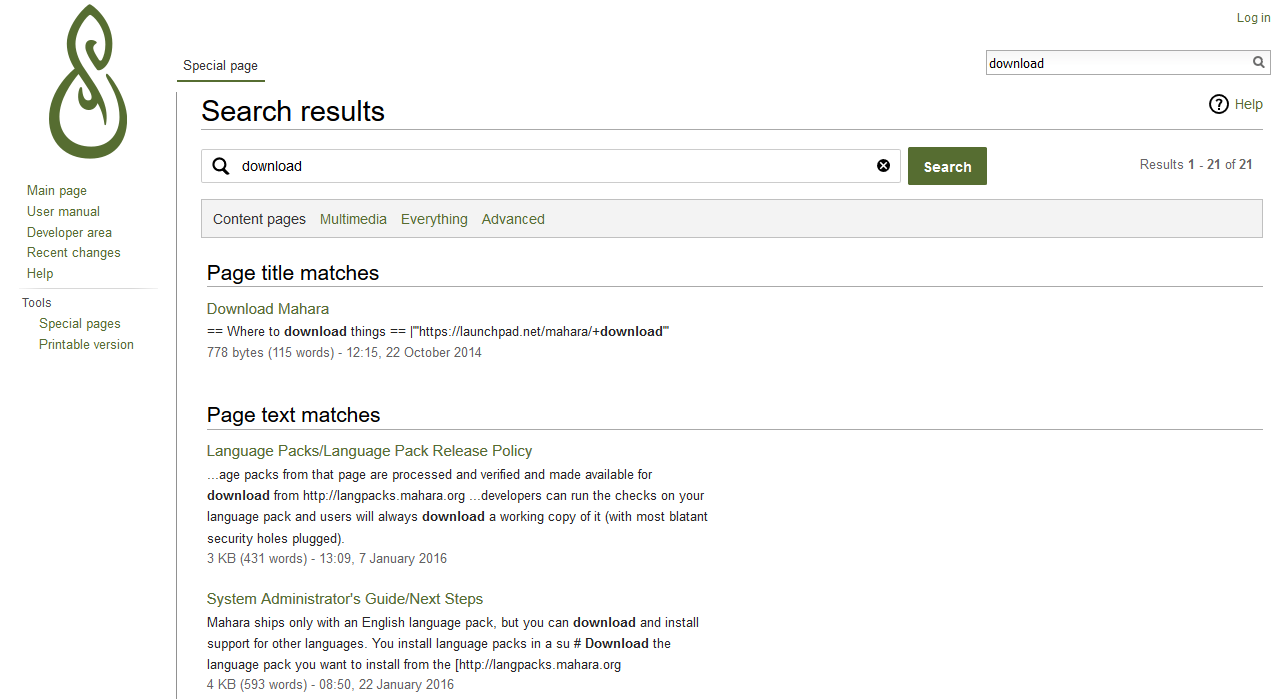 Log in
Special page
download
Search results
Help
download
Search
Results 1 - 21 of 21
Main page
User manual
Developer area
Recent changes
Help
Tools
Special pages
Printable version
Content pages Multimedia Everything Advanced
Page title matches
Download Mahara
== Where to download things == |'''https://launchpad.net/mahara/+download'''
778 bytes (115 words) - 12:15, 22 October 2014
Page text matches
Language Packs/Language Pack Release Policy
...age packs from that page are processed and verified and made available for
download from http://langpacks.mahara.org ...developers can run the checks on your
language pack and users will always download a working copy of it (with most blatant
security holes plugged).
3 KB (431 words) - 13:09, 7 January 2016
System Administrator's Guide/Next Steps
Mahara ships only with an English language pack, but you can download and install
support for other languages. You install language packs in a su # Download the
language pack you want to install from the [http://langpacks.mahara.org
4 KB (593 words) - 08:50, 22 January 2016